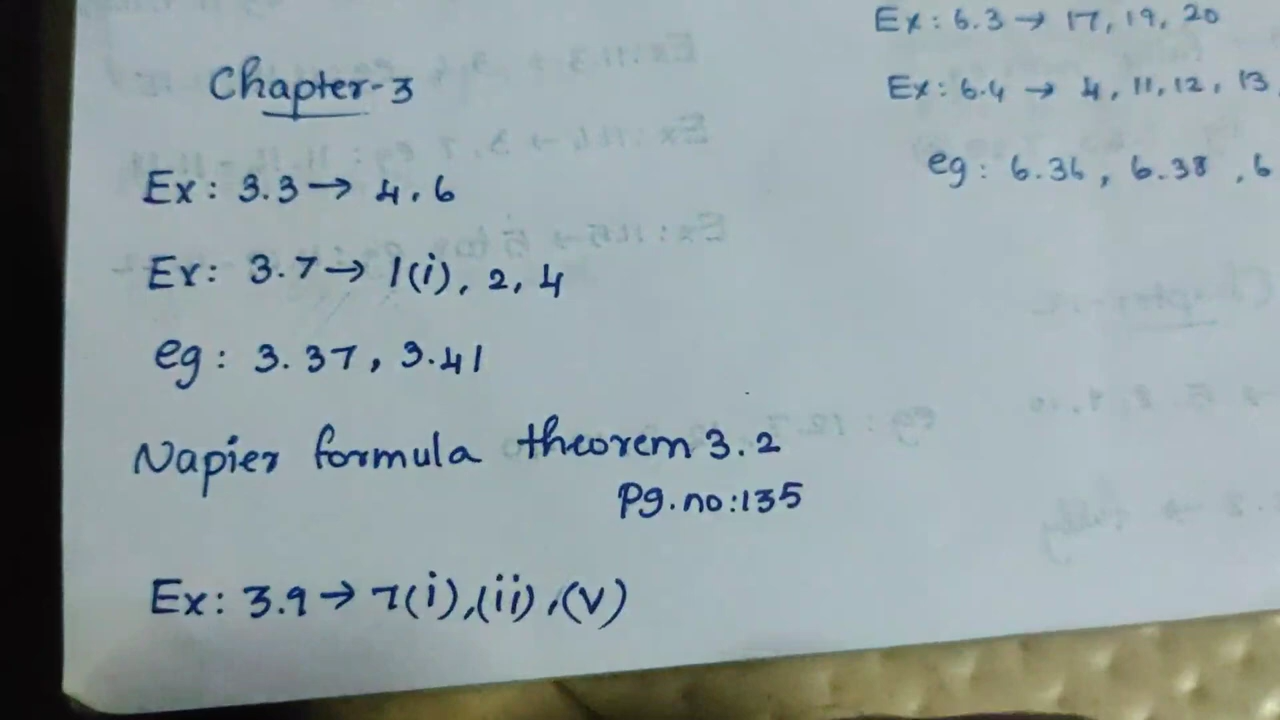 Chapter-3
Ex: 3.3→ 4, 6
Ex: 3.7→ 1(i), 2, 4
eg: 3.37, 3.41
Napier formula theorem 3.2
Pg.no:135
Ex: 3.9→ 7(i),(ii),(v)
Ex: 6.3→ 17, 19, 20
Ex: 6.4 → 4, 11, 12, 13
eg: 6.36, 6.38, 6